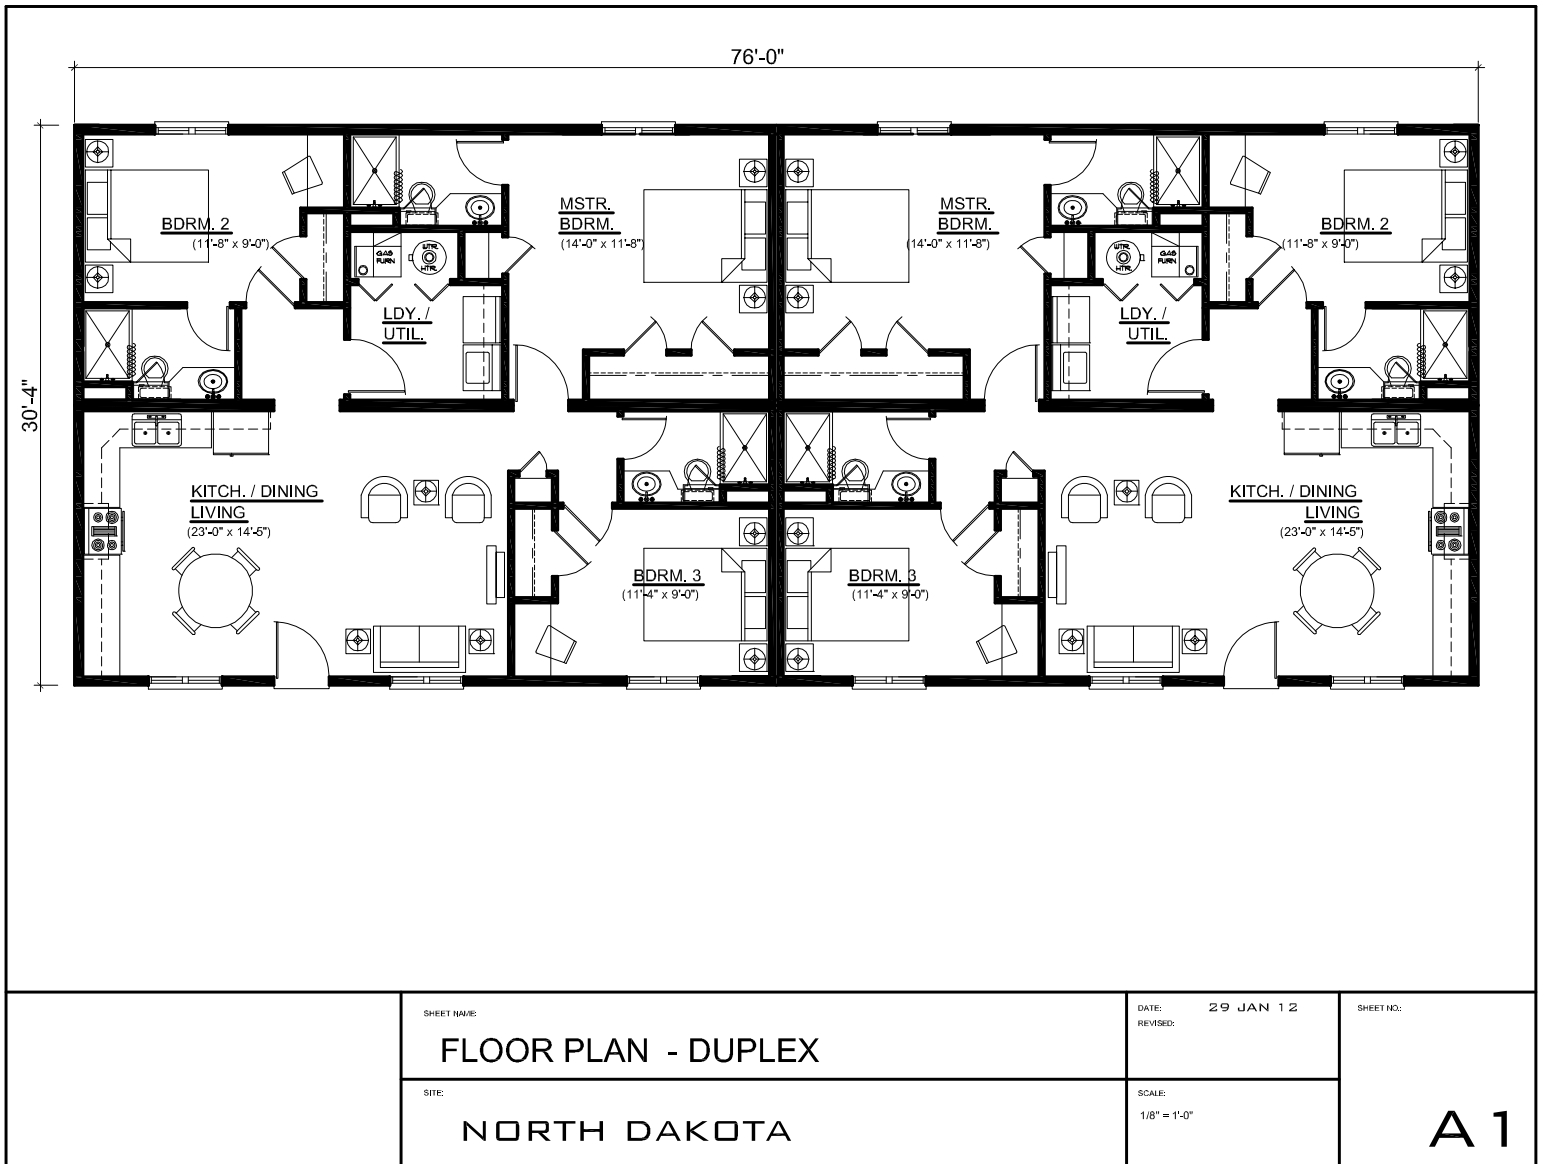 76'-0"
30'-4"
BDRM. 2
(11'-8" x 9'-0")
MSTR.
BDRM.
(14'-0" x 11'-8")
MSTR.
BDRM.
(14'-0" x 11'-8")
BDRM. 2
(11'-8" x 9'-0")
GAS
FURN
WTR.
HTR.
WTR.
HTR.
GAS
FURN
LDY. /
UTIL.
LDY. /
UTIL.
KITCH. / DINING
LIVING
(23'-0" x 14'-5")
BDRM. 3
(11'-4" x 9'-0")
BDRM. 3
(11'-4" x 9'-0")
KITCH. / DINING
LIVING
(23'-0" x 14'-5")
SHEET NAME:
FLOOR PLAN - DUPLEX
SITE:
NORTH DAKOTA
DATE: 29 JAN 12
REVISED:
SCALE:
1/8" = 1'-0"
SHEET NO.:
A 1